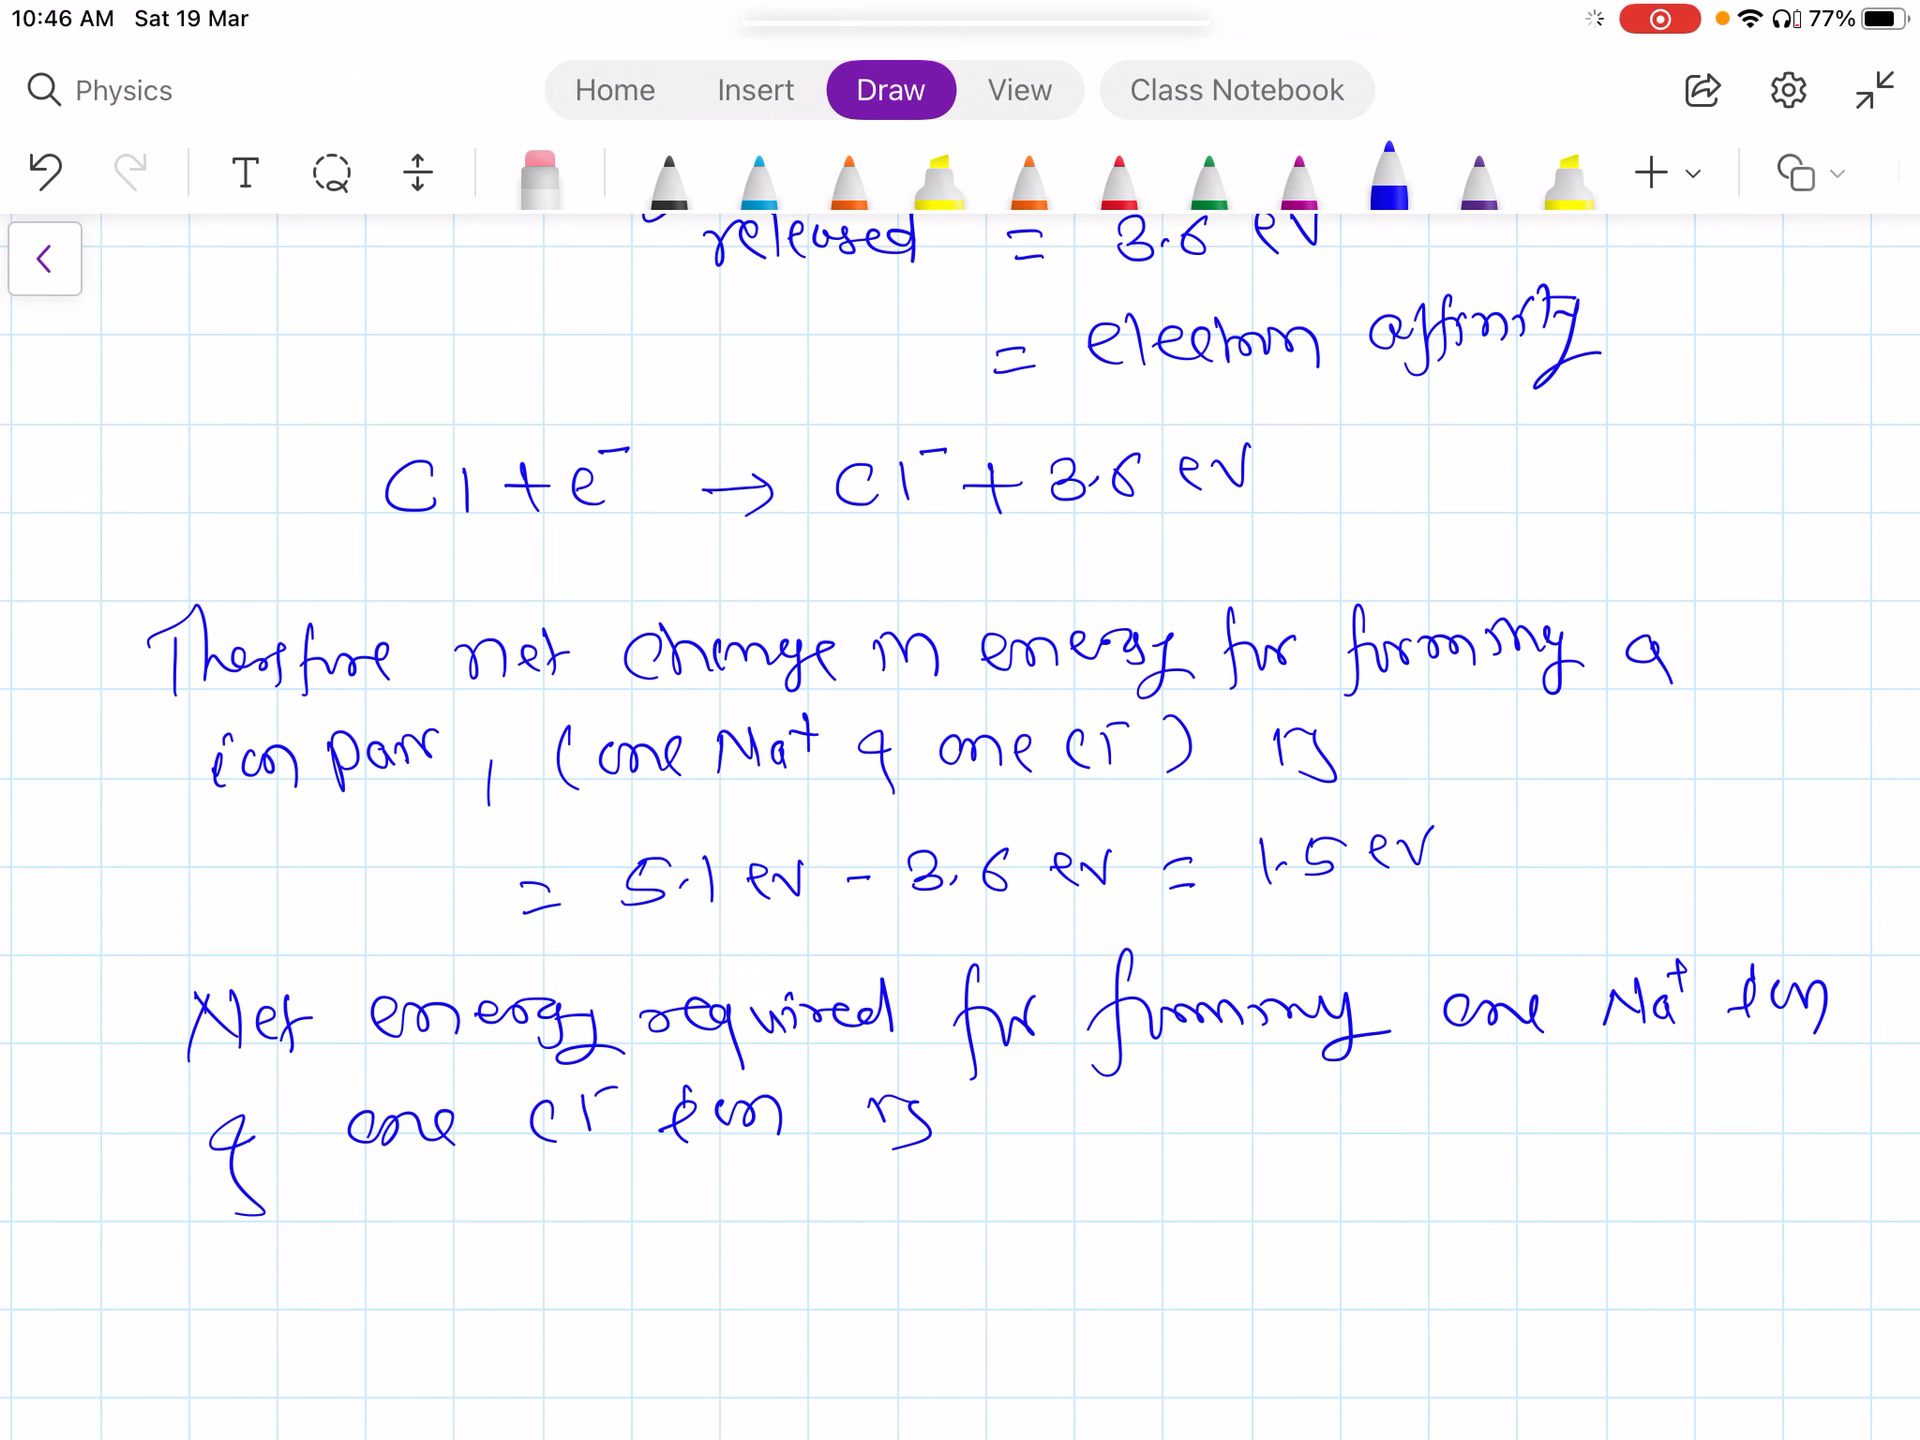 10:46 AM Sat 19 Mar 77%
Physics Home Insert Draw View Class Notebook
T
released = 3.6 eV
= electron affinity
Cl + e⁻ → Cl⁻ + 3.6 eV
Therefore net change in energy for forming a
ion pair, (one Na⁺ & one Cl⁻) is
= 5.1 eV - 3.6 eV = 1.5 eV
Net energy required for forming one Na⁺ ion
& one Cl⁻ ion is